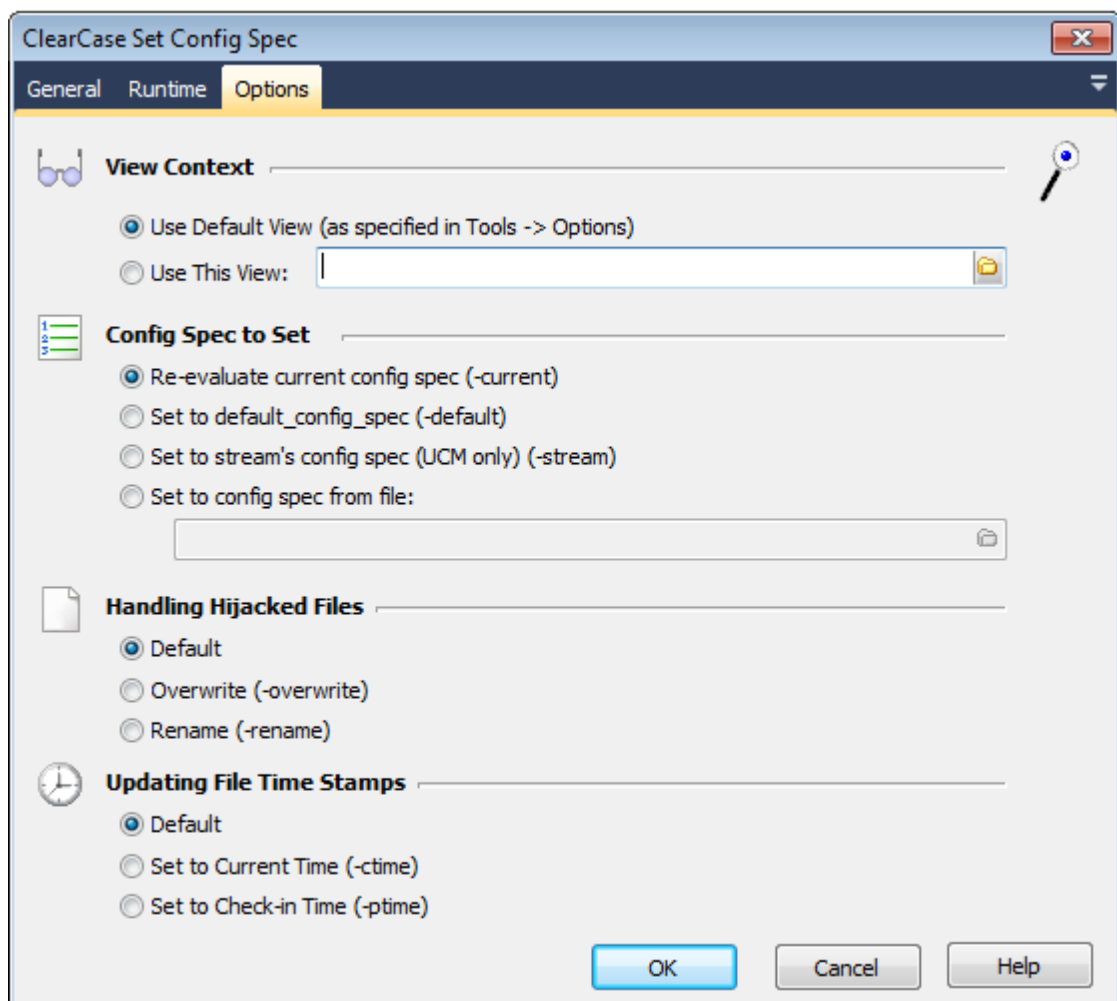 ClearCase Set Config Spec
General Runtime Options
View Context
Use Default View (as specified in Tools -> Options)
Use This View:
Config Spec to Set
1
2
3
Re-evaluate current config spec (-current)
Set to default_config_spec (-default)
Set to stream's config spec (UCM only) (-stream)
Set to config spec from file:
Handling Hijacked Files
Default
Overwrite (-overwrite)
Rename (-rename)
Updating File Time Stamps
Default
Set to Current Time (-ctime)
Set to Check-in Time (-ptime)
OK Cancel Help